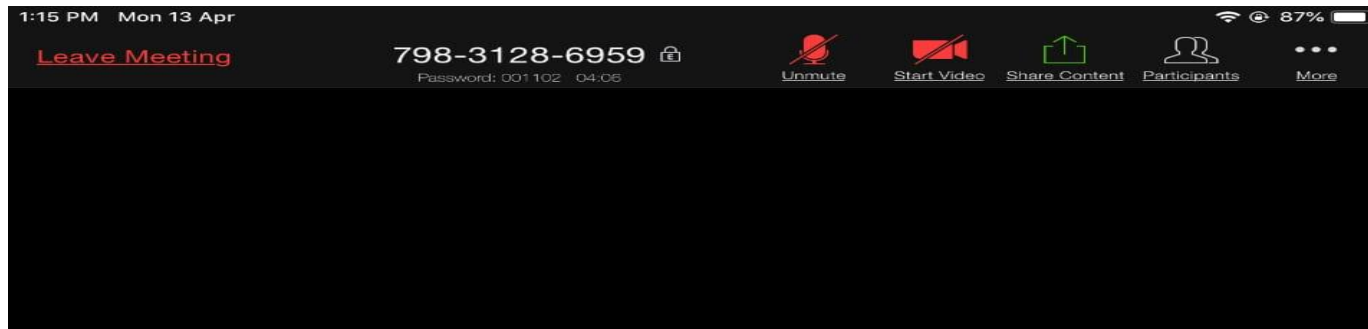 1:15 PM Mon 13 Apr 87%
Leave Meeting 798-3128-6959 E
Password: 001102 04:06
Unmute Start Video Share Content Participants More